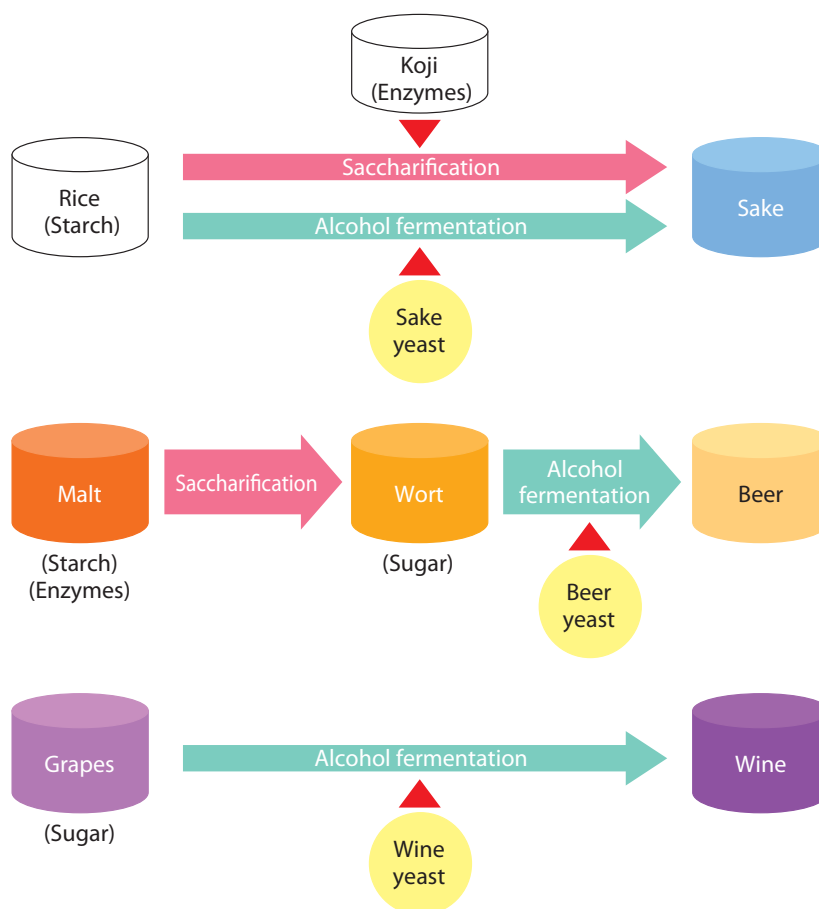 Koji
(Enzymes)
Saccharification
Rice
(Starch)
Sake
Alcohol fermentation
Sake
yeast
Malt
Saccharification
Wort
Alcohol
fermentation
Beer
(Starch)
(Enzymes)
(Sugar)
Beer
yeast
Grapes
Alcohol fermentation
Wine
(Sugar)
Wine
yeast